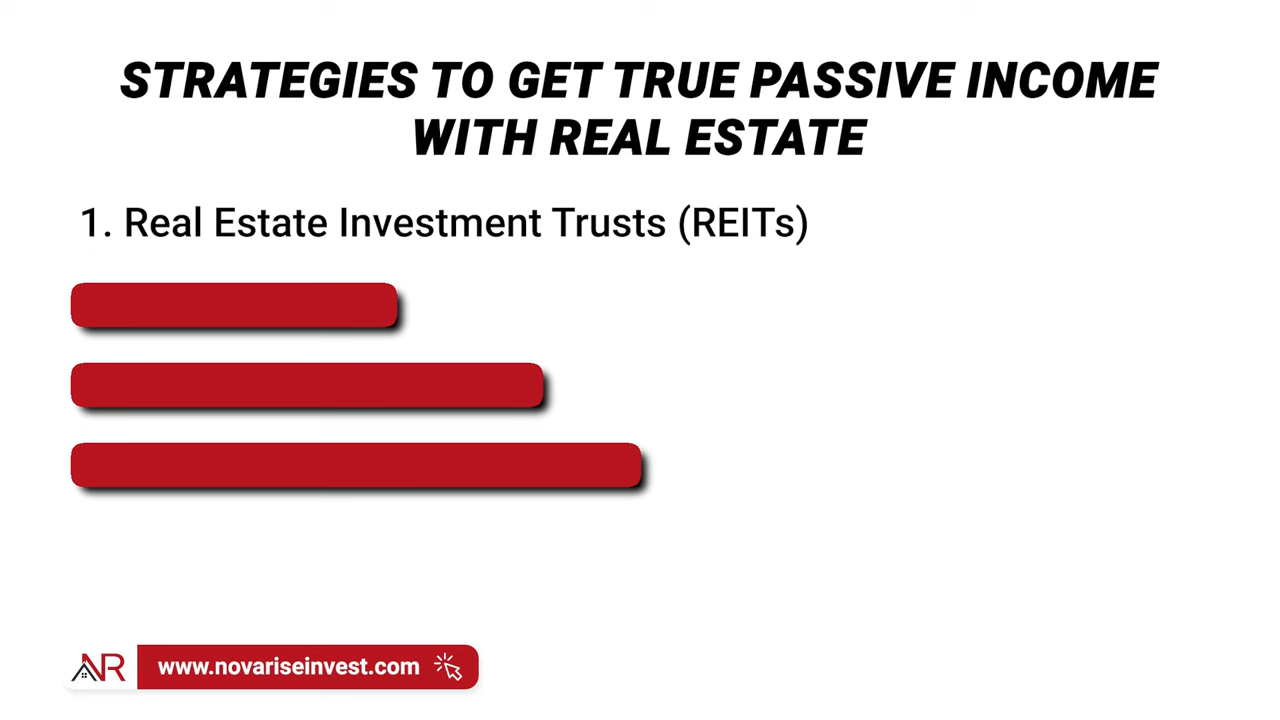 STRATEGIES TO GET TRUE PASSIVE INCOME
WITH REAL ESTATE
1. Real Estate Investment Trusts (REITs)
NR
www.novariseinvest.com